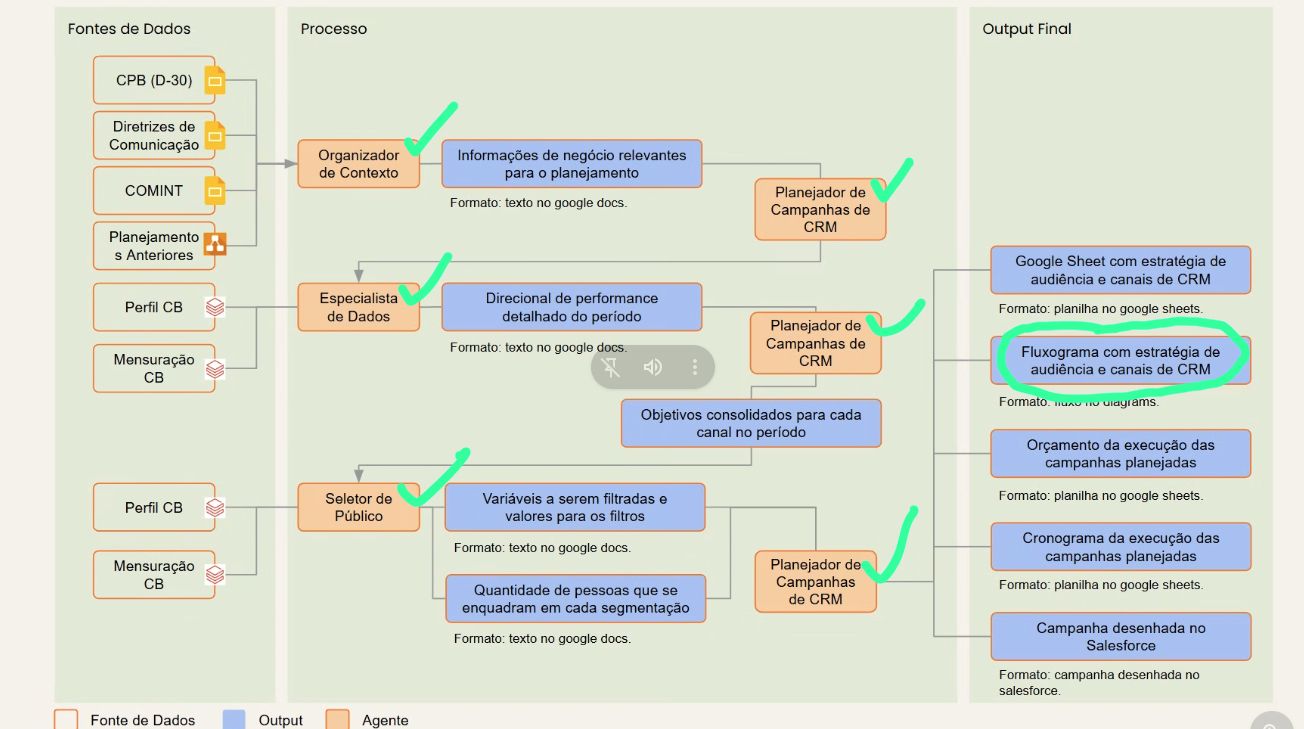 Fontes de Dados
Processo
Output Final
CPB (D-30)
Diretrizes de
Comunicação
COMINT
Planejamento
s Anteriores
Perfil CB
Mensuração
CB
Perfil CB
Mensuração
CB
Organizador
de Contexto
Informações de negócio relevantes
para o planejamento
Formato: texto no google docs.
Planejador de
Campanhas de
CRM
Especialista
de Dados
Direcional de performance
detalhado do período
Formato: texto no google docs.
Planejador de
Campanhas de
CRM
Objetivos consolidados para cada
canal no período
Seletor de
Público
Variáveis a serem filtradas e
valores para os filtros
Formato: texto no google docs.
Quantidade de pessoas que se
enquadram em cada segmentação
Formato: texto no google docs.
Planejador de
Campanhas
de CRM
Google Sheet com estratégia de
audiência e canais de CRM
Formato: planilha no google sheets.
Fluxograma com estratégia de
audiência e canais de CRM
Formato: fluxo no diagrams.
Orçamento da execução das
campanhas planejadas
Formato: planilha no google sheets.
Cronograma da execução das
campanhas planejadas
Formato: planilha no google sheets.
Campanha desenhada no
Salesforce
Formato: campanha desenhada no
salesforce.
Fonte de Dados
Output
Agente